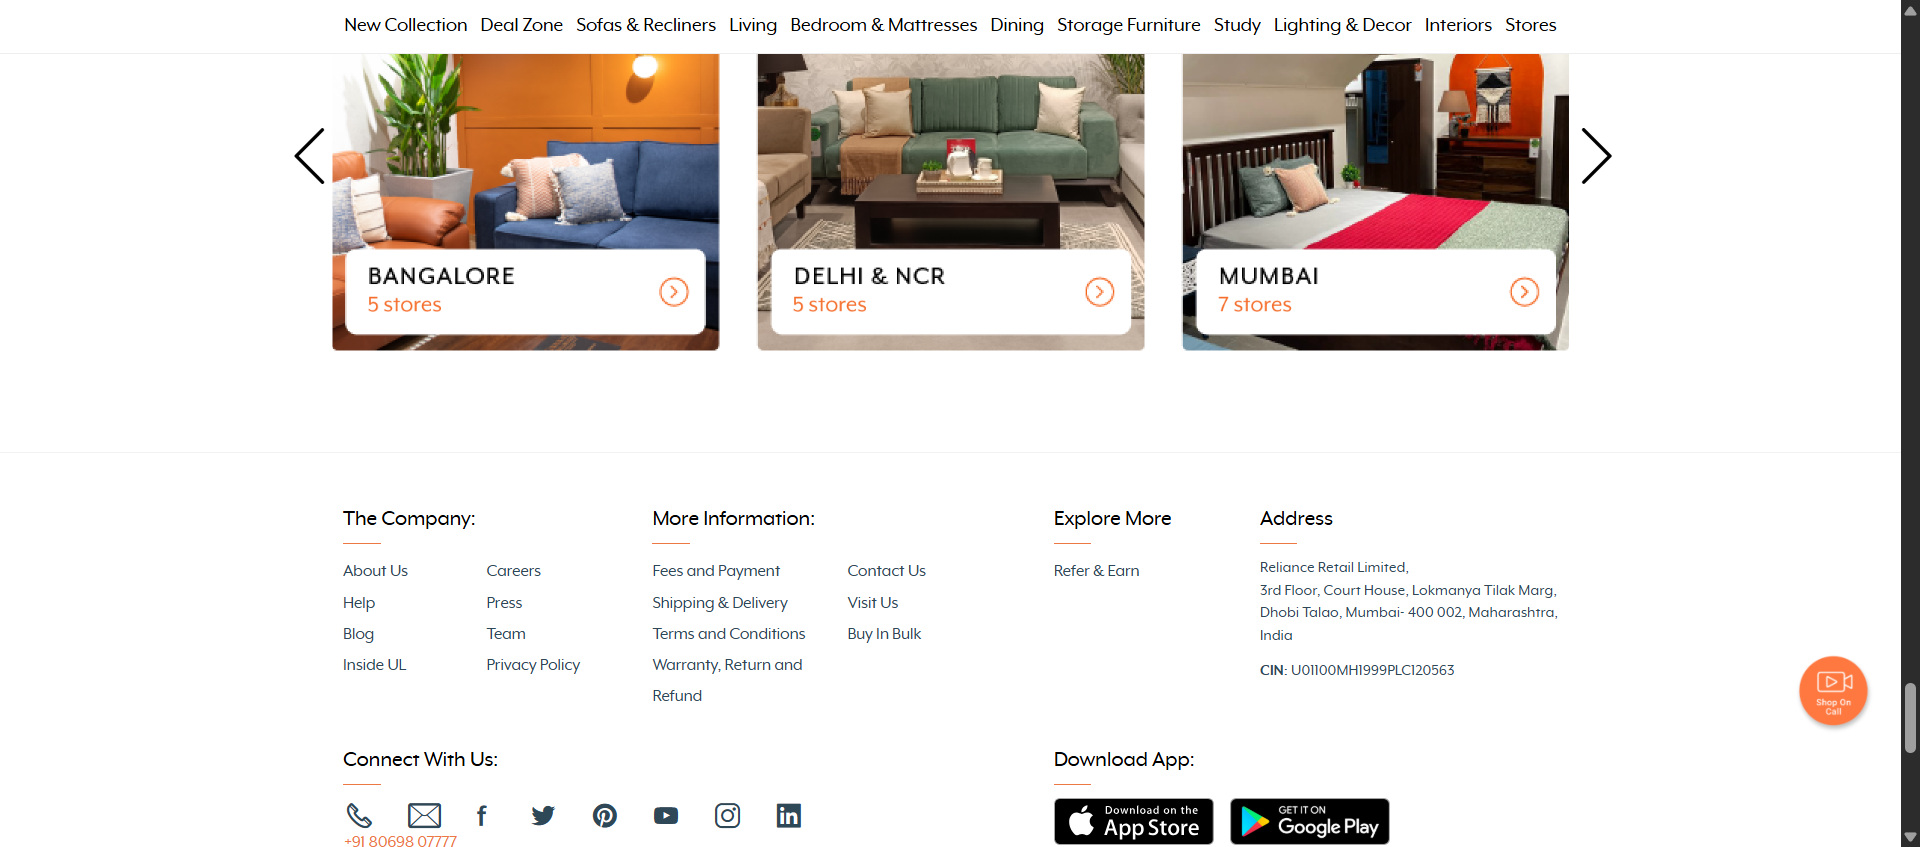 New Collection Deal Zone Sofas & Recliners Living Bedroom & Mattresses Dining Storage Furniture Study Lighting & Decor Interiors Stores
BANGALORE
5 stores
DELHI & NCR
5 stores
MUMBAI
7 stores
The Company:
About Us
Help
Blog
Inside UL
Careers
Press
Team
Privacy Policy
More Information:
Fees and Payment
Shipping & Delivery
Terms and Conditions
Warranty, Return and
Refund
Contact Us
Visit Us
Buy In Bulk
Explore More
Refer & Earn
Address
Reliance Retail Limited,
3rd Floor, Court House, Lokmanya Tilak Marg,
Dhobi Talao, Mumbai- 400 002, Maharashtra,
India
CIN: U01100MH1999PLC120563
Shop On
Call
Connect With Us:
+91 80698 07777
Download App:
Download on the
App Store
GET IT ON
Google Play